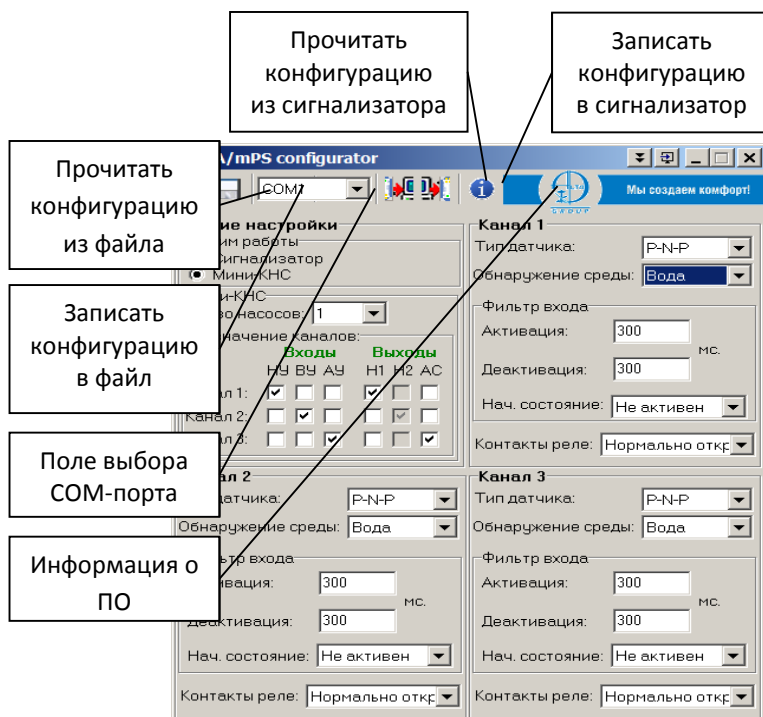 Прочитать
конфигурацию
из сигнализатора
Записать
конфигурацию
в сигнализатор
Прочитать
конфигурацию
из файла
Записать
конфигурацию
в файл
Поле выбора
COM-порта
Информация о
ПО
/mPS configurator
COM1
Мы создаем комфорт!
GROUP
настройки
работы
Сигнализатор
Мини-КНС
насосов: 1
каналов:
Входы Выходы
НУ ВУ АУ Н1 Н2 АС
1:
Канал 2:
3:
Канал 1
Тип датчика: P-N-P
Обнаружение среды: Вода
Фильтр входа
Активация: 300
мс.
Деактивация: 300
Нач. состояние: Не активен
Контакты реле: Нормально откр
2
датчика: P-N-P
Обнаружение среды: Вода
входа
300
мс.
Деактивация: 300
Нач. состояние: Не активен
Контакты реле: Нормально откр
Канал 3
Тип датчика: P-N-P
Обнаружение среды: Вода
Фильтр входа
Активация: 300
мс.
Деактивация: 300
Нач. состояние: Не активен
Контакты реле: Нормально откр